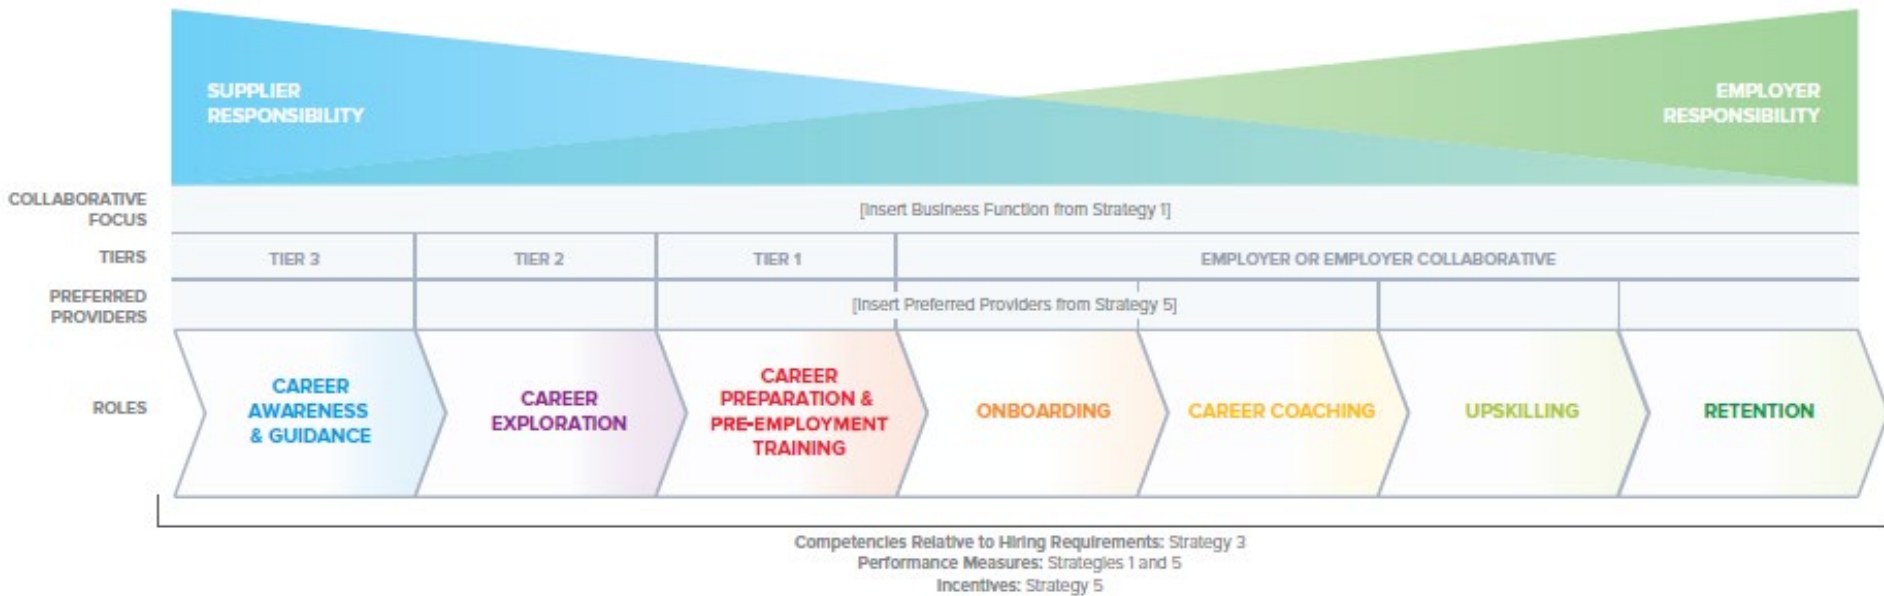 SUPPLIER
RESPONSIBILITY
EMPLOYER
RESPONSIBILITY
COLLABORATIVE
FOCUS
[Insert Business Function from Strategy 1]
TIERS
TIER 3
TIER 2
TIER 1
EMPLOYER OR EMPLOYER COLLABORATIVE
PREFERRED
PROVIDERS
[Insert Preferred Providers from Strategy 5]
ROLES
CAREER
AWARENESS
& GUIDANCE
CAREER
EXPLORATION
CAREER
PREPARATION &
PRE-EMPLOYMENT
TRAINING
ONBOARDING
CAREER COACHING
UPSKILLING
RETENTION
Competencies Relative to Hiring Requirements: Strategy 3
Performance Measures: Strategies 1 and 5
Incentives: Strategy 5